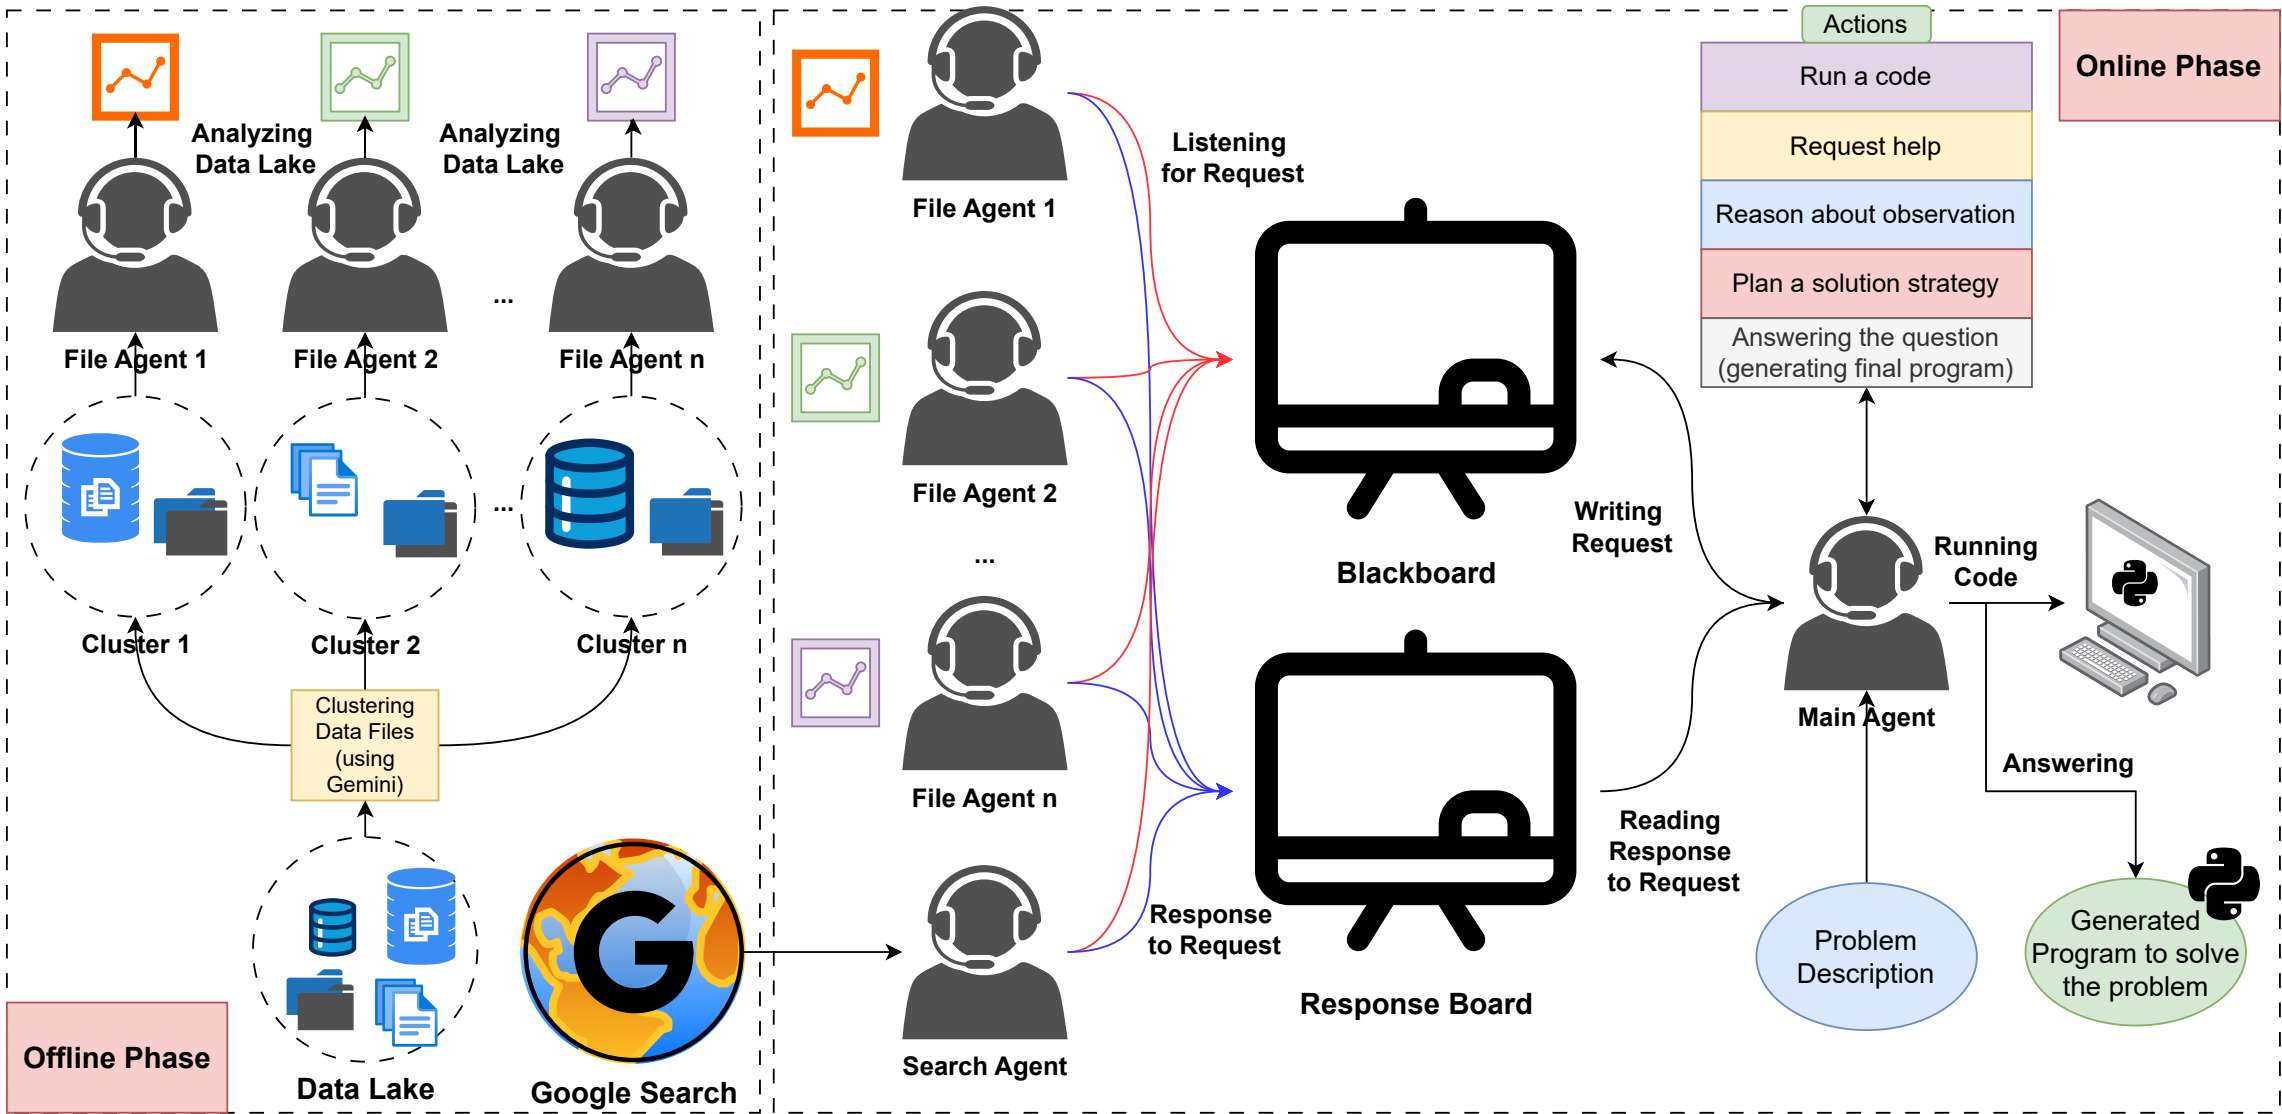 Analyzing
Data Lake
Analyzing
Data Lake
File Agent 1
File Agent 2
...
File Agent n
Cluster 1
Cluster 2
...
Cluster n
Clustering
Data Files
(using
Gemini)
Data Lake
G
Google Search
Offline Phase
File Agent 1
File Agent 2
...
File Agent n
Search Agent
Listening
for Request
Response
to Request
Blackboard
Response Board
Writing
Request
Reading
Response
to Request
Actions
Run a code
Request help
Reason about observation
Plan a solution strategy
Answering the question
(generating final program)
Online Phase
Main Agent
Running
Code
Answering
Problem
Description
Generated
Program to solve
the problem